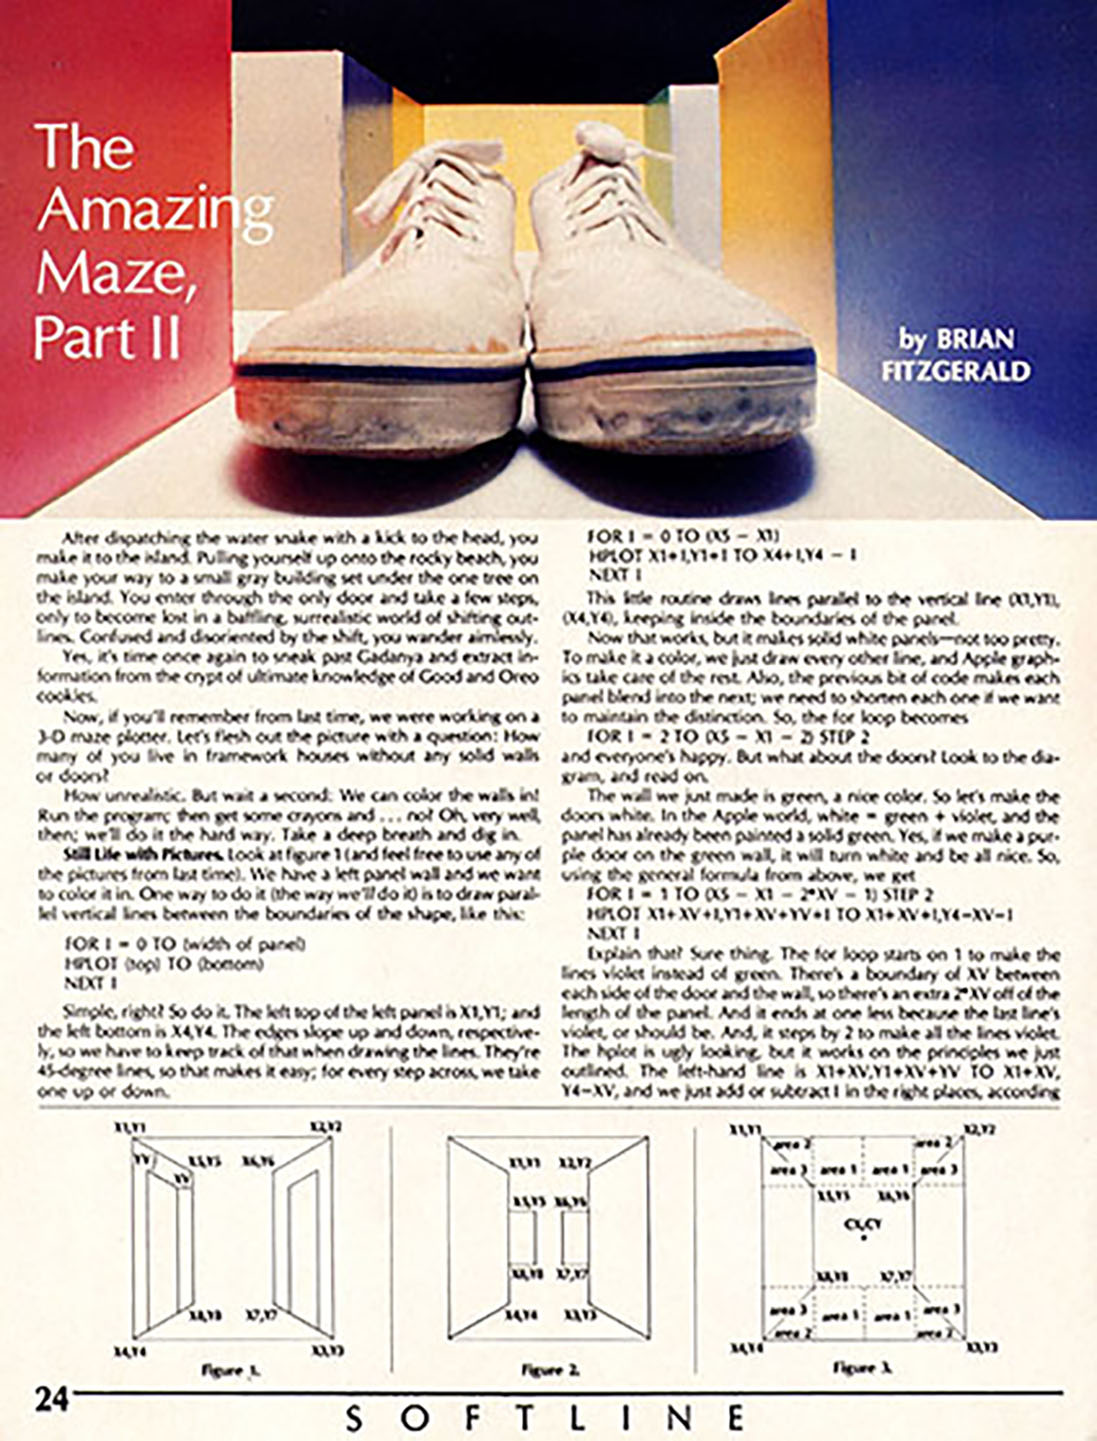 The
Amazing
Maze,
Part II
by BRIAN
FITZGERALD
After dispatching the water snake with a kick to the head, you
make it to the island. Pulling yourself up onto the rocky beach, you
make your way to a small gray building set under the one tree on
the island. You enter through the only door and take a few steps,
only to become lost in a baffling, surrealistic world of shifting out-
lines. Confused and disoriented by the shift, you wander aimlessly.
Yes, it's time once again to sneak past Gadanya and extract in-
formation from the crypt of ultimate knowledge of Good and Oreo
cookies.
Now, if you'll remember from last time, we were working on a
3-D maze plotter. Let's flesh out the picture with a question: How
many of you live in framework houses without any solid walls
or doors?
How unrealistic. But wait a second: We can color the walls in!
Run the program; then get some crayons and . . . no! Oh, very well,
then; we'll do it the hard way. Take a deep breath and dig in.
Still Life with Pictures. Look at figure 1 (and feel free to use any of
the pictures from last time). We have a left panel wall and we want
to color it in. One way to do it (the way we'll do it) is to draw paral-
lel vertical lines between the boundaries of the shape, like this:
FOR I = 0 TO (width of panel)
HPLOT (top) TO (bottom)
NEXT I
Simple, right? So do it. The left top of the left panel is X1,Y1; and
the left bottom is X4,Y4. The edges slope up and down, respective-
ly, so we have to keep track of that when drawing the lines. They're
45-degree lines, so that makes it easy; for every step across, we take
one up or down.
FOR I = 0 TO (X5 – X1)
HPLOT X1+I,Y1+I TO X4+I,Y4 – I
NEXT I
This little routine draws lines parallel to the vertical line (X1,Y1),
(X4,Y4), keeping inside the boundaries of the panel.
Now that works, but it makes solid white panels—not too pretty.
To make it a color, we just draw every other line, and Apple graph-
ics take care of the rest. Also, the previous bit of code makes each
panel blend into the next; we need to shorten each one if we want
to maintain the distinction. So, the for loop becomes
FOR I = 2 TO (X5 – X1 – 2) STEP 2
and everyone's happy. But what about the doors? Look to the dia-
gram, and read on.
The wall we just made is green, a nice color. So let's make the
doors white. In the Apple world, white = green + violet, and the
panel has already been painted a solid green. Yes, if we make a pur-
ple door on the green wall, it will turn white and be all nice. So,
using the general formula from above, we get
FOR I = 1 TO (X5 – X1 – 2*XV – 1) STEP 2
HPLOT X1+XV+I,Y1+XV+YV+I TO X1+XV+I,Y4–XV–I
NEXT I
Explain that? Sure thing. The for loop starts on 1 to make the
lines violet instead of green. There's a boundary of XV between
each side of the door and the wall, so there's an extra 2*XV off of the
length of the panel. And it ends at one less because the last line's
violet, or should be. And, it steps by 2 to make all the lines violet.
The hplot is ugly looking, but it works on the principles we just
outlined. The left-hand line is X1+XV,Y1+XV+YV TO X1+XV,
Y4–XV, and we just add or subtract I in the right places, according
X1,Y1 X2,Y2
YV X5,Y5 X6,Y6
XV
X8,Y8 X7,Y7
X4,Y4 X3,Y3
Figure 1.
X1,Y1 X2,Y2
X5,Y5 X6,Y6
X8,Y8 X7,Y7
X4,Y4 X3,Y3
Figure 2.
X1,Y1 X2,Y2
area 2 area 2
area 3 area 1 area 1 area 3
X5,Y5 X6,Y6
CX,CY
X8,Y8 X7,Y7
area 3 area 1 area 1 area 3
area 2 area 2
X4,Y4 X3,Y3
Figure 3.
24
SOFTLINE